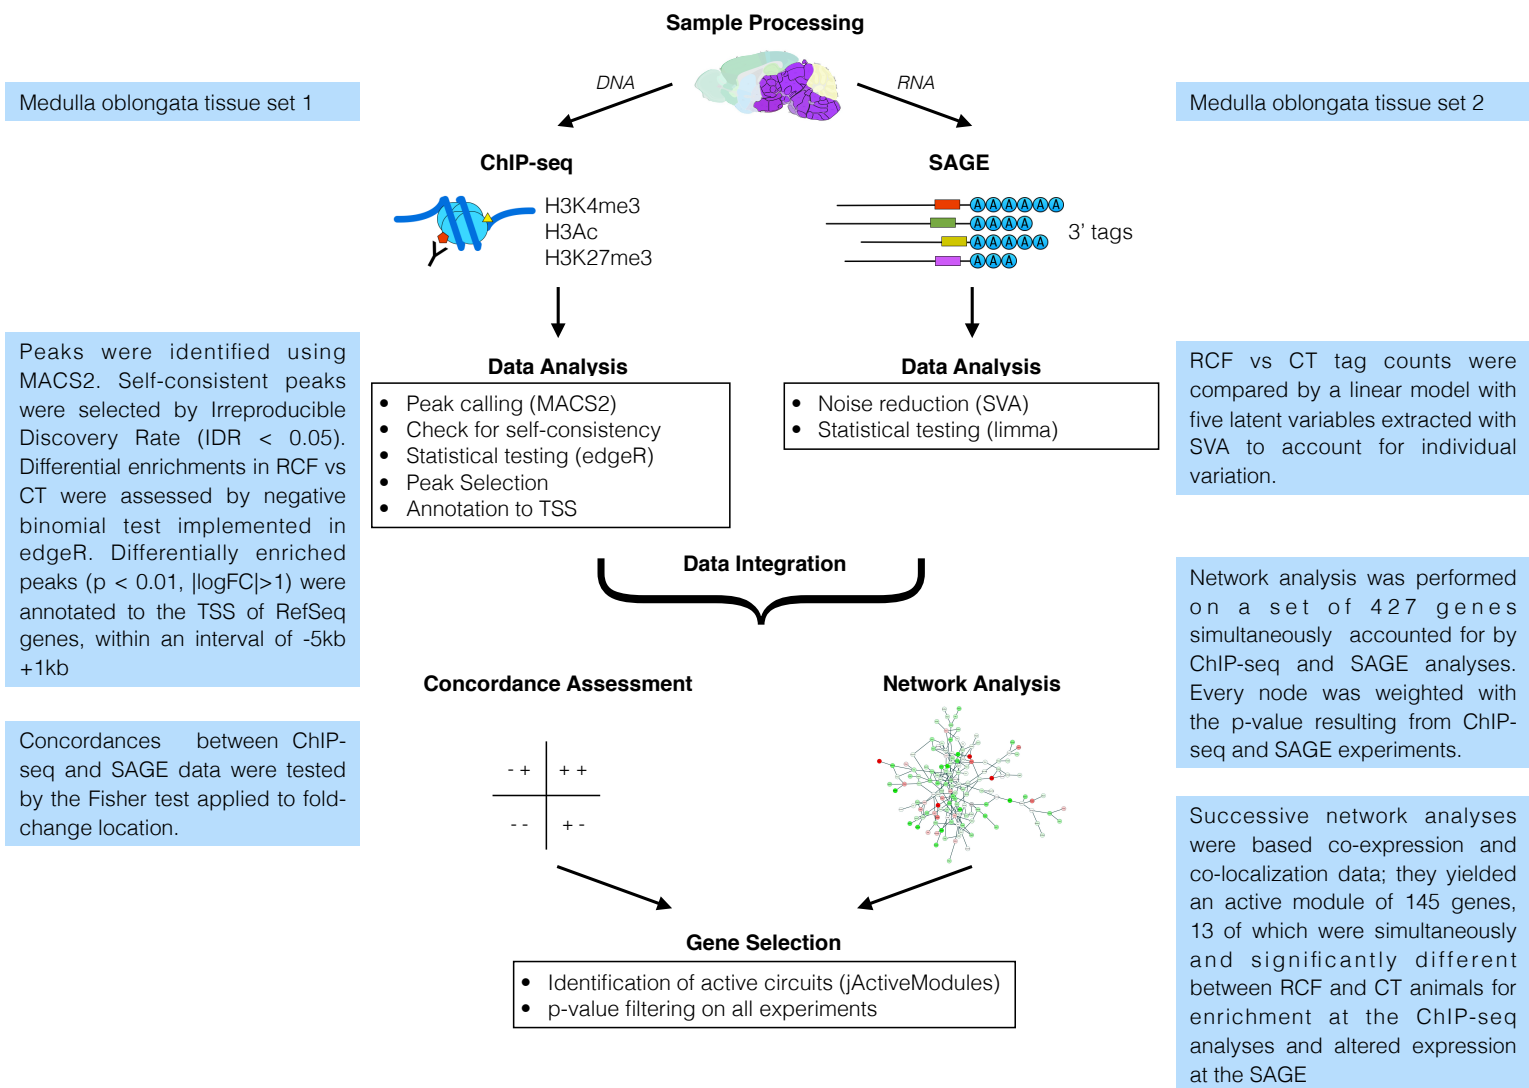 Sample Processing
DNA
RNA
Medulla oblongata tissue set 1
Medulla oblongata tissue set 2
ChIP-seq
H3K4me3
H3Ac
H3K27me3
SAGE
AAAAAA
AAAA
AAAAA
AAA
3’ tags
Peaks were identified using
MACS2. Self-consistent peaks
were selected by Irreproducible
Discovery Rate (IDR < 0.05).
Differential enrichments in RCF vs
CT were assessed by negative
binomial test implemented in
edgeR. Differentially enriched
peaks (p < 0.01, |logFC|>1) were
annotated to the TSS of RefSeq
genes, within an interval of -5kb
+1kb
Data Analysis
• Peak calling (MACS2)
• Check for self-consistency
• Statistical testing (edgeR)
• Peak Selection
• Annotation to TSS
Data Analysis
• Noise reduction (SVA)
• Statistical testing (limma)
RCF vs CT tag counts were
compared by a linear model with
five latent variables extracted with
SVA to account for individual
variation.
Data Integration
Network analysis was performed
on a set of 427 genes
simultaneously accounted for by
ChIP-seq and SAGE analyses.
Every node was weighted with
the p-value resulting from ChIP-
seq and SAGE experiments.
Concordance Assessment
Network Analysis
Concordances between ChIP-
seq and SAGE data were tested
by the Fisher test applied to fold-
change location.
- + + +
- - + -
Successive network analyses
were based co-expression and
co-localization data; they yielded
an active module of 145 genes,
13 of which were simultaneously
and significantly different
between RCF and CT animals for
enrichment at the ChIP-seq
analyses and altered expression
at the SAGE
Gene Selection
• Identification of active circuits (jActiveModules)
• p-value filtering on all experiments